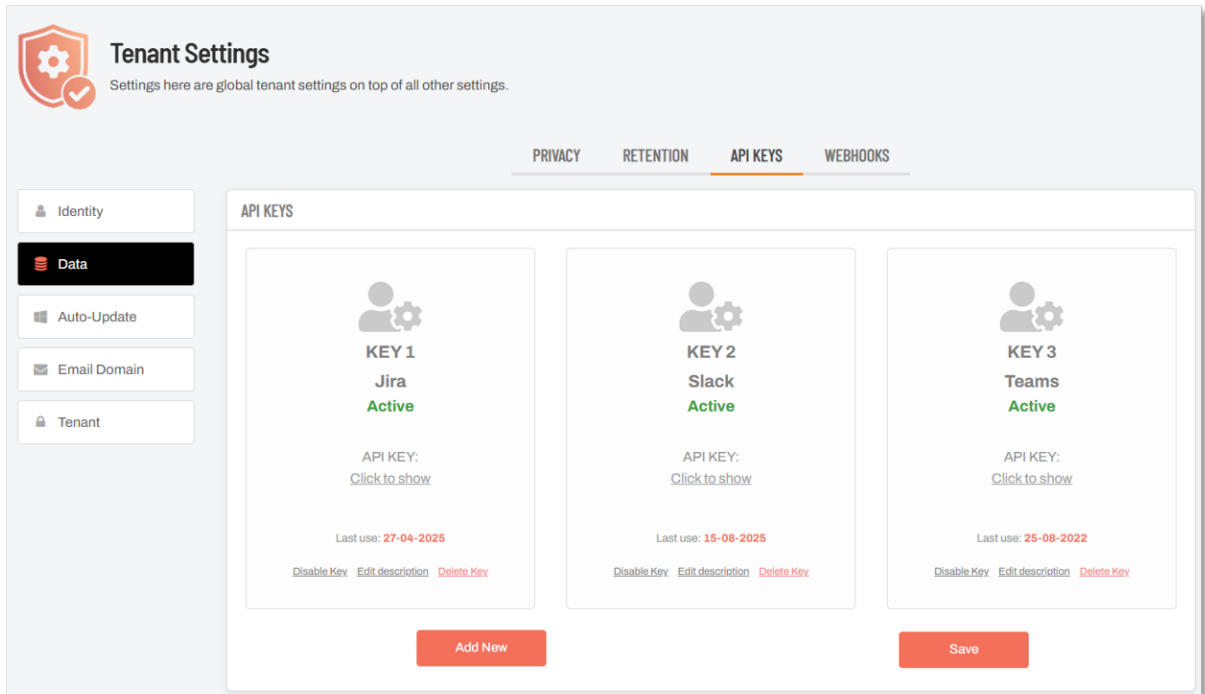 Tenant Settings
Settings here are global tenant settings on top of all other settings.
PRIVACY RETENTION API KEYS WEBHOOKS
Identity
Data
Auto-Update
Email Domain
Tenant
API KEYS
KEY 1
Jira
Active
API KEY:
Click to show
Last use: 27-04-2025
Disable Key Edit description Delete Key
KEY 2
Slack
Active
API KEY:
Click to show
Last use: 15-08-2025
Disable Key Edit description Delete Key
KEY 3
Teams
Active
API KEY:
Click to show
Last use: 25-08-2022
Disable Key Edit description Delete Key
Add New
Save